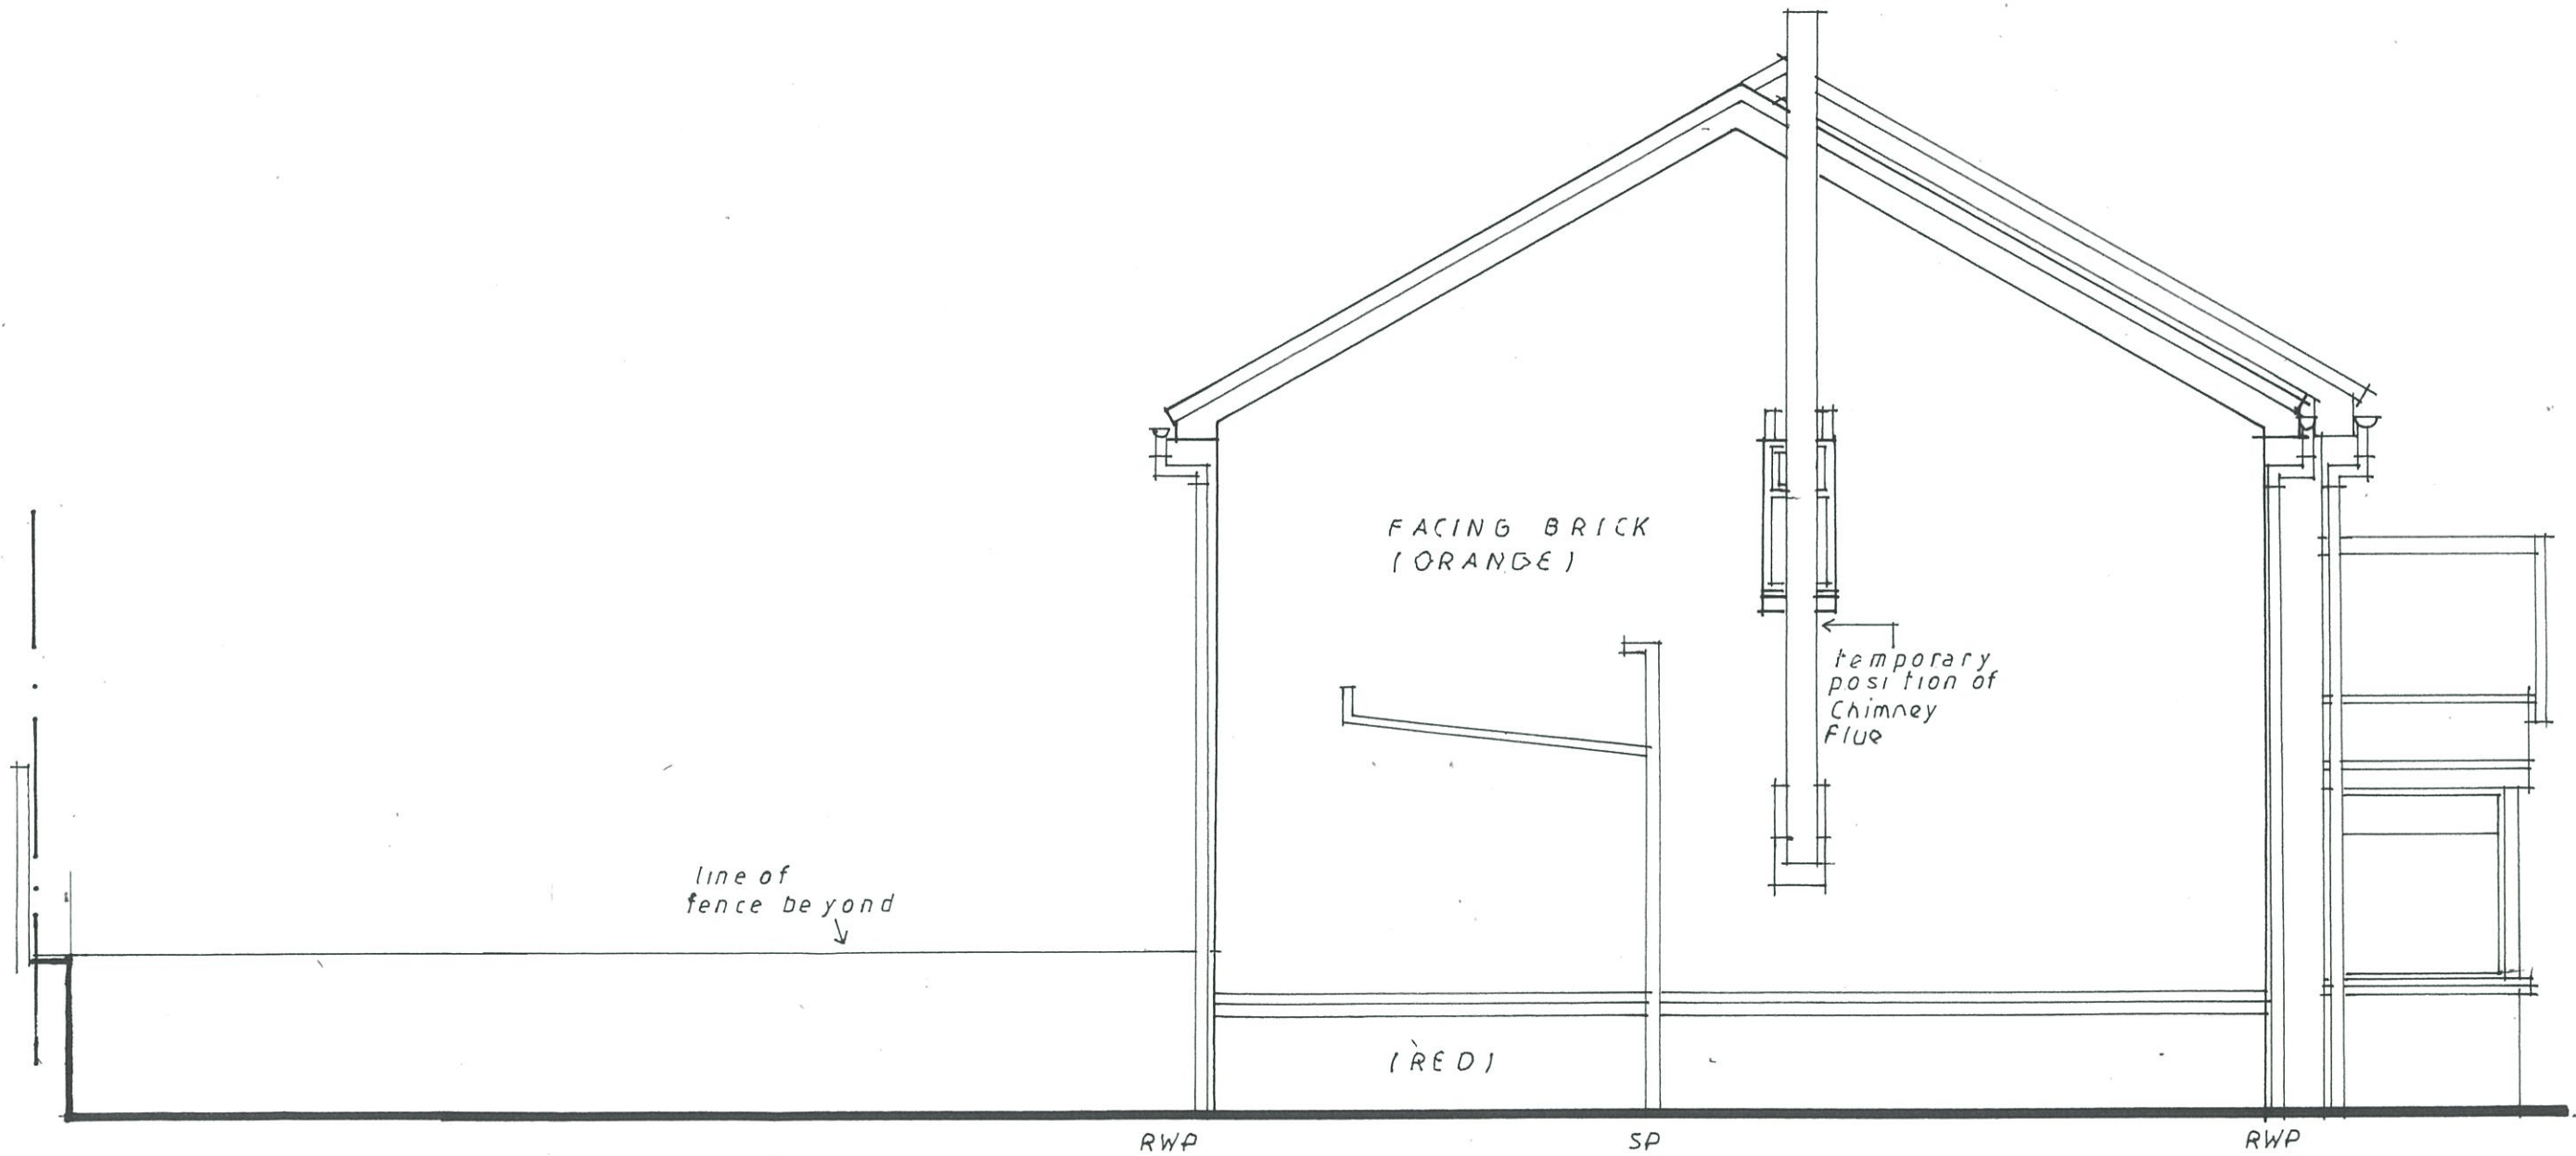 FACING BRICK
(ORANGE)
temporary
position of
Chimney
Flue
line of
fence beyond
(RED)
RWP
SP
RWP